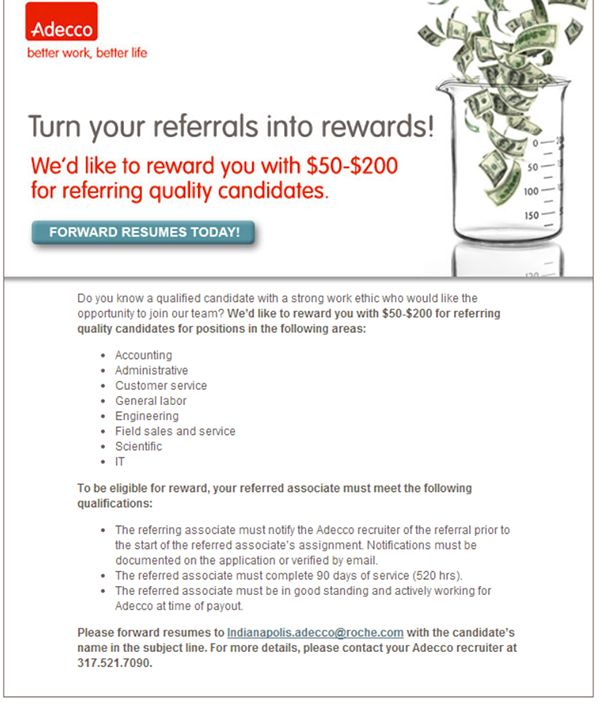 Adecco
better work, better life
Turn your referrals into rewards!
We'd like to reward you with $50-$200
for referring quality candidates.
FORWARD RESUMES TODAY!
0
50
100
150
Do you know a qualified candidate with a strong work ethic who would like the
opportunity to join our team? We'd like to reward you with $50-$200 for referring
quality candidates for positions in the following areas:
• Accounting
• Administrative
• Customer service
• General labor
• Engineering
• Field sales and service
• Scientific
• IT
To be eligible for reward, your referred associate must meet the following
qualifications:
• The referring associate must notify the Adecco recruiter of the referral prior to
the start of the referred associate's assignment. Notifications must be
documented on the application or verified by email.
• The referred associate must complete 90 days of service (520 hrs).
• The referred associate must be in good standing and actively working for
Adecco at time of payout.
Please forward resumes to Indianapolis.adecco@roche.com with the candidate's
name in the subject line. For more details, please contact your Adecco recruiter at
317.521.7090.